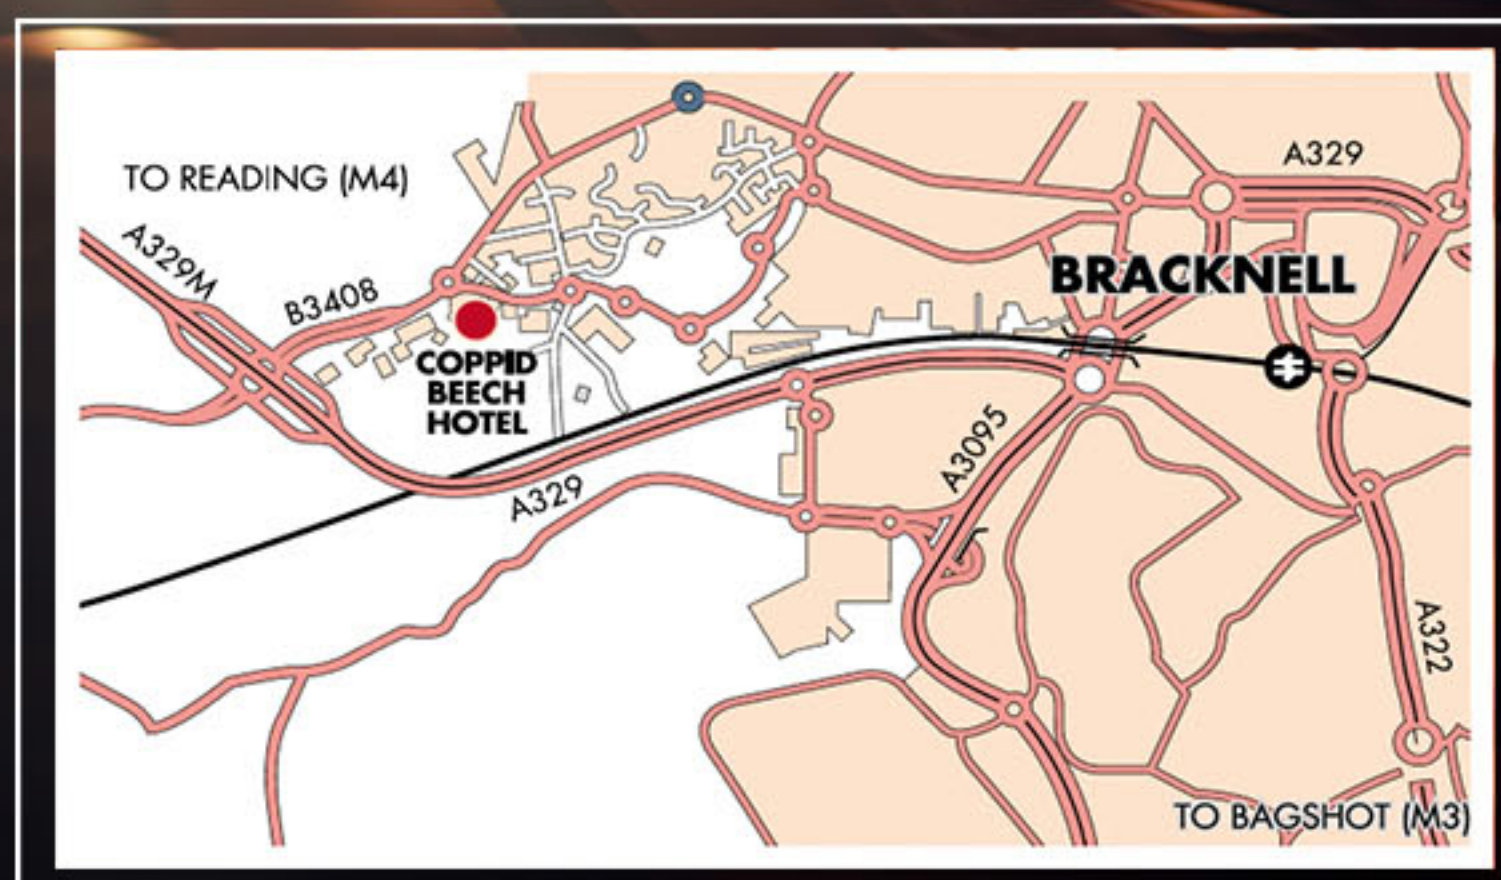 TO READING (M4)
A329
A329M
B3408
BRACKNELL
COPPID
BEECH
HOTEL
A329
A3095
A322
TO BAGSHOT (M3)